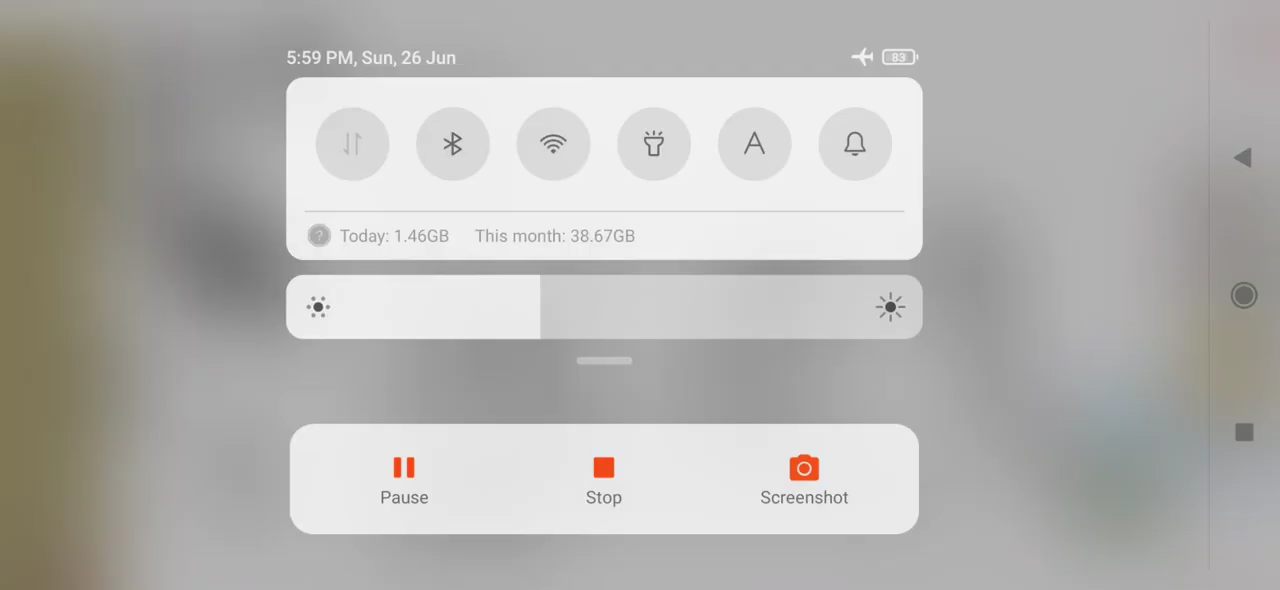 5:59 PM, Sun, 26 Jun
83
A
? Today: 1.46GB This month: 38.67GB
Pause Stop Screenshot